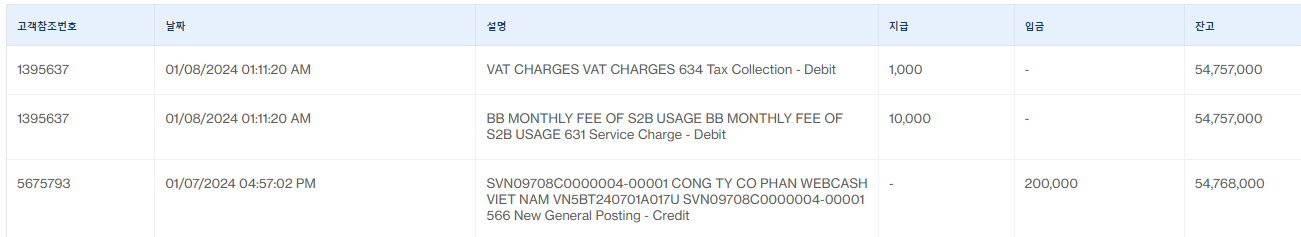 고객참조번호 날짜 설명 지급 입금 잔고
1395637 01/08/2024 01:11:20 AM VAT CHARGES VAT CHARGES 634 Tax Collection - Debit 1,000 - 54,757,000
1395637 01/08/2024 01:11:20 AM BB MONTHLY FEE OF S2B USAGE BB MONTHLY FEE OF 10,000 - 54,757,000
S2B USAGE 631 Service Charge - Debit
5675793 01/07/2024 04:57:02 PM SVN09708C0000004-00001 CONG TY CO PHAN WEBCASH - 200,000 54,768,000
VIET NAM VN5BT240701A017U SVN09708C0000004-00001
566 New General Posting - Credit